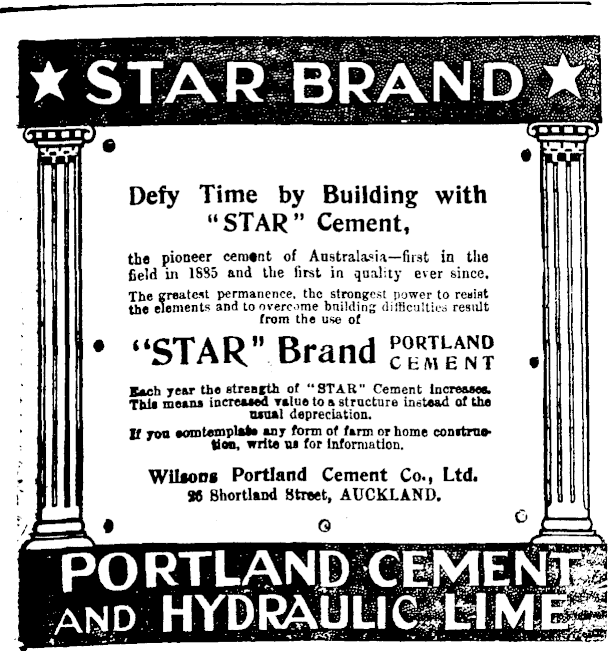 STAR BRAND
Defy Time by Building with
"STAR" Cement,
the pioneer cement of Australasia—first in the
field in 1885 and the first in quality ever since.
The greatest permanence, the strongest power to resist
the elements and to overcome building difficulties result
from the use of
"STAR" Brand PORTLAND
CEMENT
Each year the strength of "STAR" Cement increases.
This means increased value to a structure instead of the
usual depreciation.
If you contemplate any form of farm or home construc-
tion, write us for information.
Wilsons Portland Cement Co., Ltd.
26 Shortland Street, AUCKLAND.
PORTLAND CEMENT
AND HYDRAULIC LIME